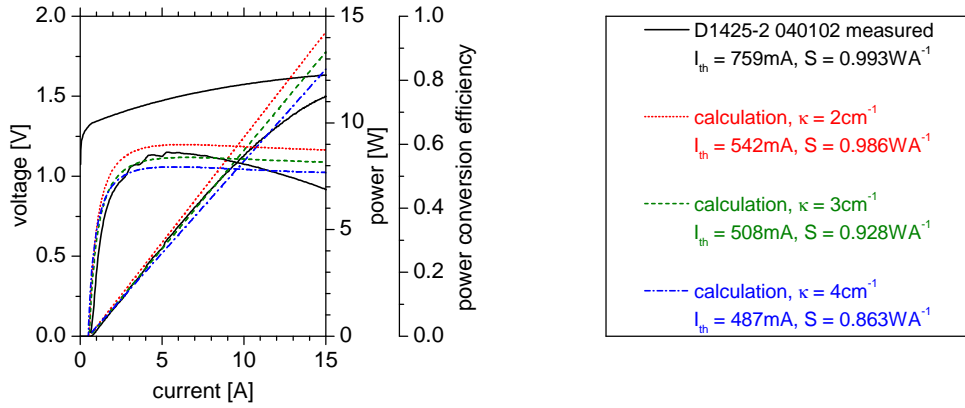 2.0
1.5
1.0
0.5
0.0
voltage [V]
0
5
10
15
current [A]
15
10
5
0
power [W]
1.0
0.8
0.6
0.4
0.2
0.0
power conversion efficiency
D1425-2 040102 measured
I_th = 759mA, S = 0.993WA⁻¹
calculation, κ = 2cm⁻¹
I_th = 542mA, S = 0.986WA⁻¹
calculation, κ = 3cm⁻¹
I_th = 508mA, S = 0.928WA⁻¹
calculation, κ = 4cm⁻¹
I_th = 487mA, S = 0.863WA⁻¹